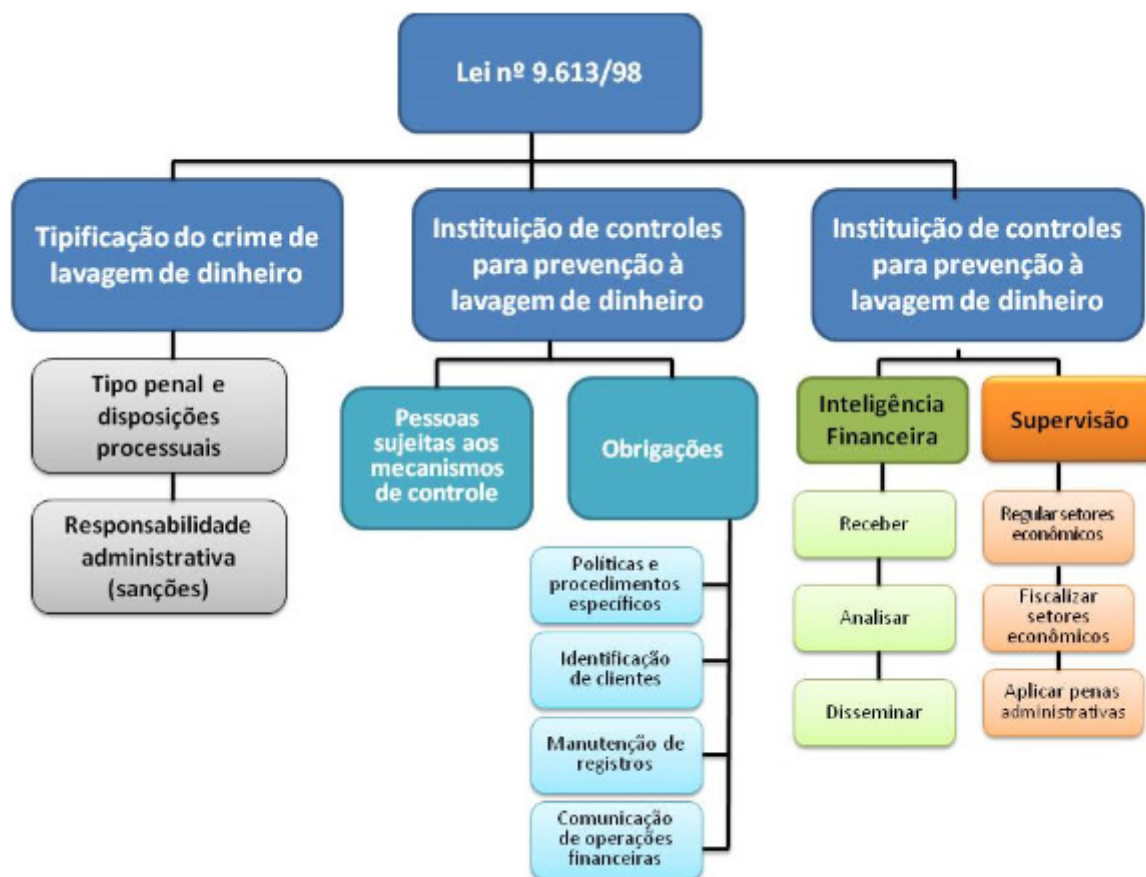 Lei nº 9.613/98
Tipificação do crime de
lavagem de dinheiro
Tipo penal e
disposições
processuais
Responsabilidade
administrativa
(sanções)
Instituição de controles
para prevenção à
lavagem de dinheiro
Pessoas
sujeitas aos
mecanismos
de controle
Obrigações
Políticas e
procedimentos
específicos
Identificação
de clientes
Manutenção de
registros
Comunicação
de operações
financeiras
Instituição de controles
para prevenção à
lavagem de dinheiro
Inteligência
Financeira
Receber
Analisar
Disseminar
Supervisão
Regular setores
econômicos
Fiscalizar
setores
econômicos
Aplicar penas
administrativas